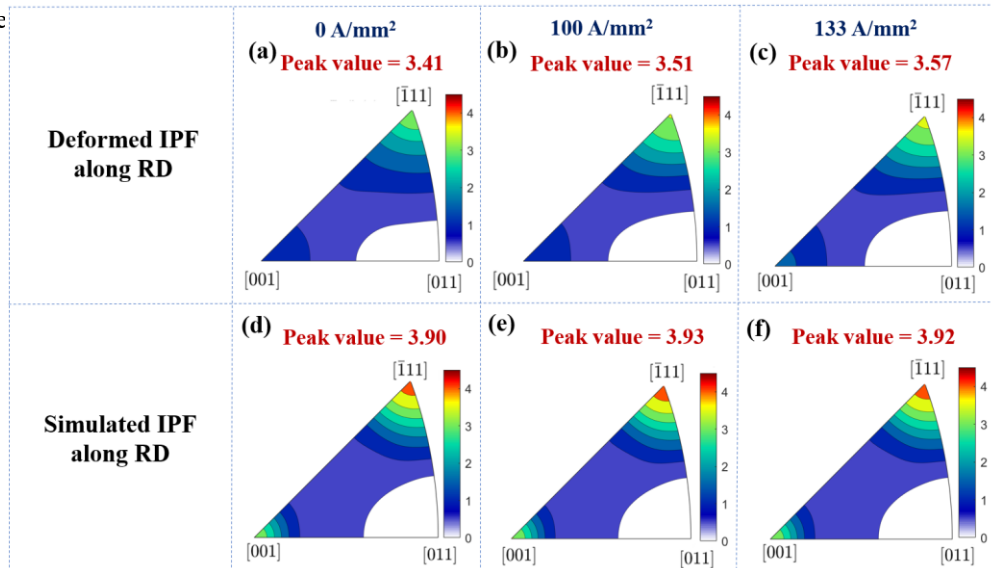 e
0 A/mm²
100 A/mm²
133 A/mm²
(a)
Peak value = 3.41
(b)
Peak value = 3.51
(c)
Peak value = 3.57
Deformed IPF
along RD
[1̄11]
4
3
2
1
0
[001]
[011]
[1̄11]
4
3
2
1
0
[001]
[011]
[1̄11]
4
3
2
1
0
[001]
[011]
(d)
Peak value = 3.90
(e)
Peak value = 3.93
(f)
Peak value = 3.92
Simulated IPF
along RD
[1̄11]
4
3
2
1
0
[001]
[011]
[1̄11]
4
3
2
1
0
[001]
[011]
[1̄11]
4
3
2
1
0
[001]
[011]